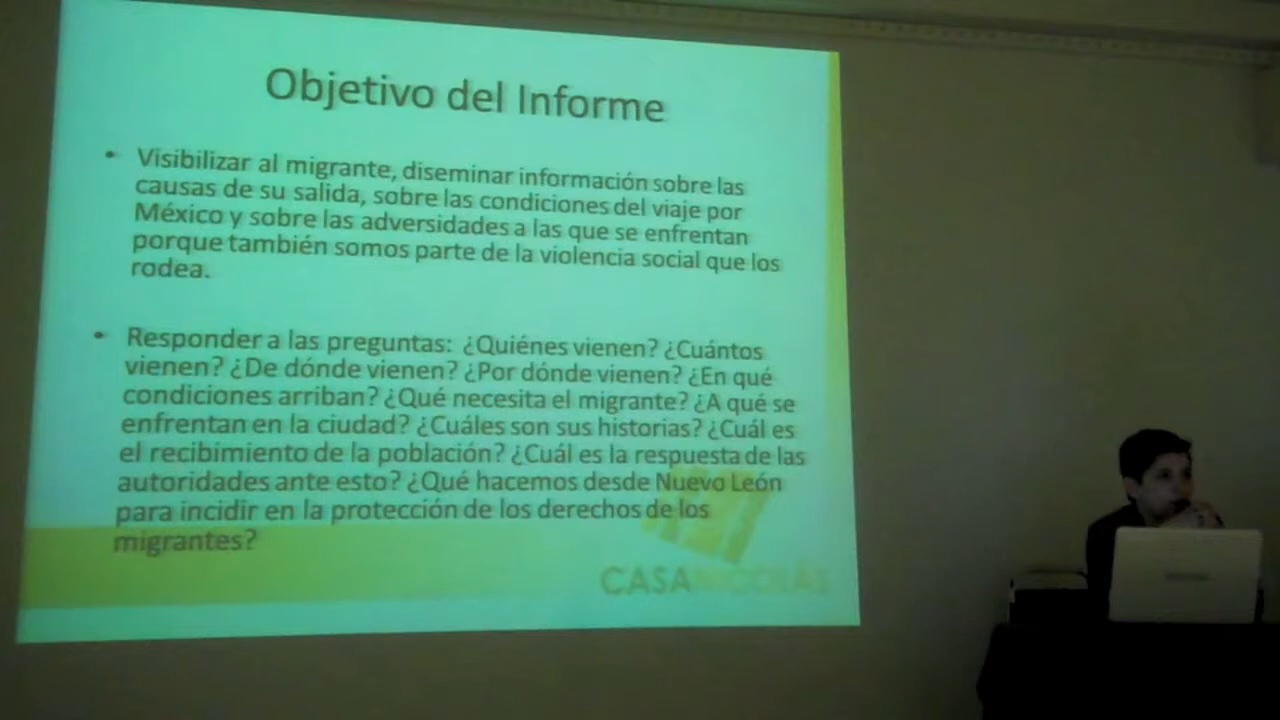 Objetivo del Informe
• Visibilizar al migrante, diseminar información sobre las
causas de su salida, sobre las condiciones del viaje por
México y sobre las adversidades a las que se enfrentan
porque también somos parte de la violencia social que los
rodea.
• Responder a las preguntas: ¿Quiénes vienen? ¿Cuántos
vienen? ¿De dónde vienen? ¿Por dónde vienen? ¿En qué
condiciones arriban? ¿Qué necesita el migrante? ¿A qué se
enfrentan en la ciudad? ¿Cuáles son sus historias? ¿Cuál es
el recibimiento de la población? ¿Cuál es la respuesta de las
autoridades ante esto? ¿Qué hacemos desde Nuevo León
para incidir en la protección de los derechos de los
migrantes?
CASANICOLÁS